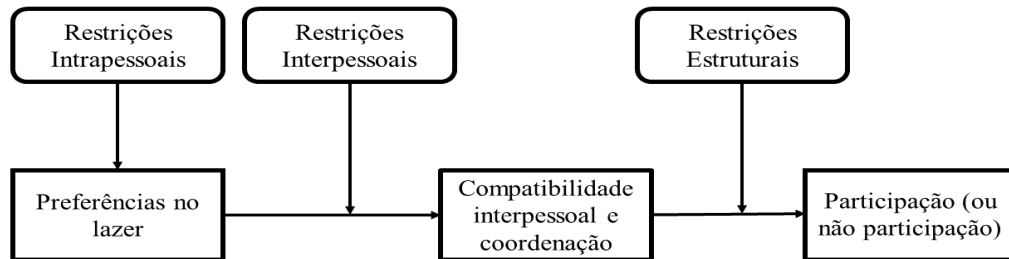 Restrições
Intrapessoais
Restrições
Interpessoais
Restrições
Estruturais
Preferências no
lazer
Compatibilidade
interpessoal e
coordenação
Participação (ou
não participação)